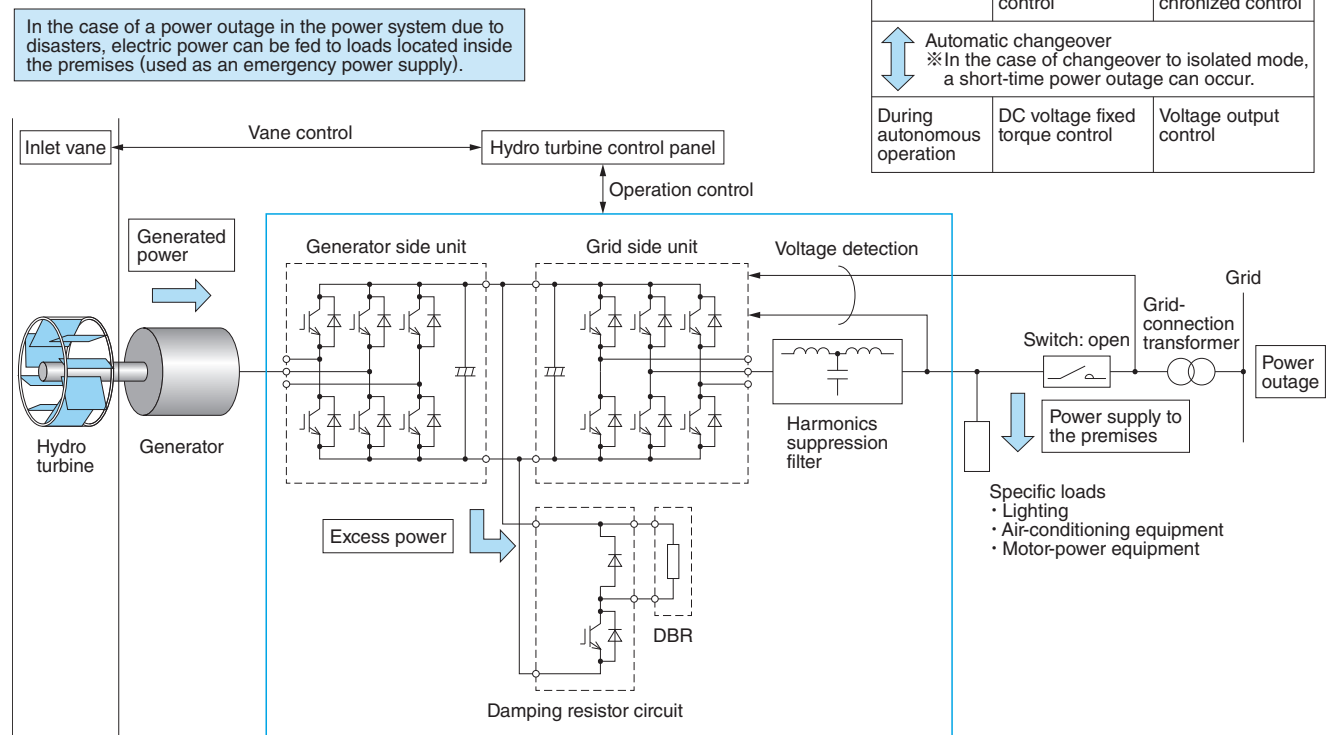 In the case of a power outage in the power system due to
disasters, electric power can be fed to loads located inside
the premises (used as an emergency power supply).
control
chronized control
Automatic changeover
※In the case of changeover to isolated mode,
a short-time power outage can occur.
During
autonomous
operation
DC voltage fixed
torque control
Voltage output
control
Inlet vane
Vane control
Hydro turbine control panel
Operation control
Generated
power
Generator side unit
Grid side unit
Voltage detection
Grid
Grid-
connection
transformer
Switch: open
Power
outage
Hydro
turbine
Generator
Harmonics
suppression
filter
Power supply to
the premises
Specific loads
・Lighting
・Air-conditioning equipment
・Motor-power equipment
Excess power
DBR
Damping resistor circuit